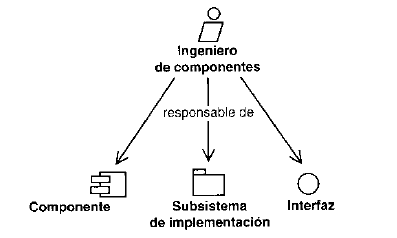 Ingeniero
de componentes
responsable de
Componente
Subsistema
de implementación
Interfaz